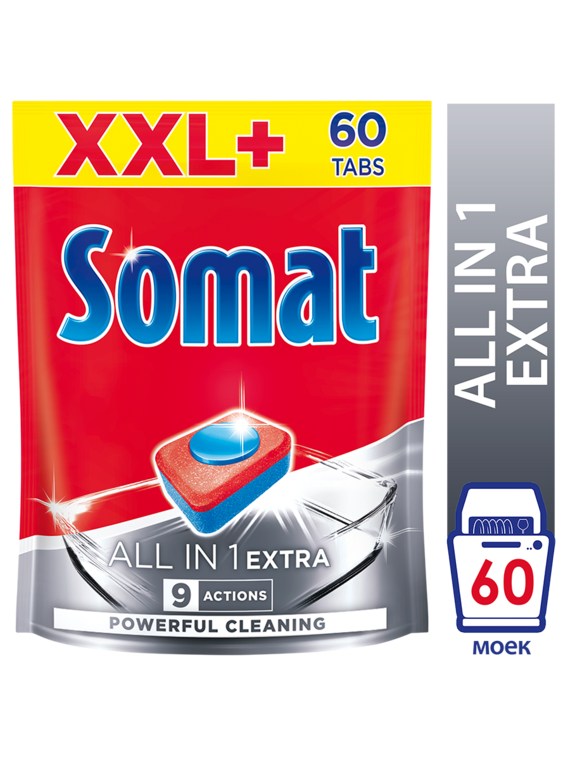 XXL+
60
TABS
Somat
ALL IN 1 EXTRA
9 ACTIONS
POWERFUL CLEANING
ALL IN 1
EXTRA
60
моек